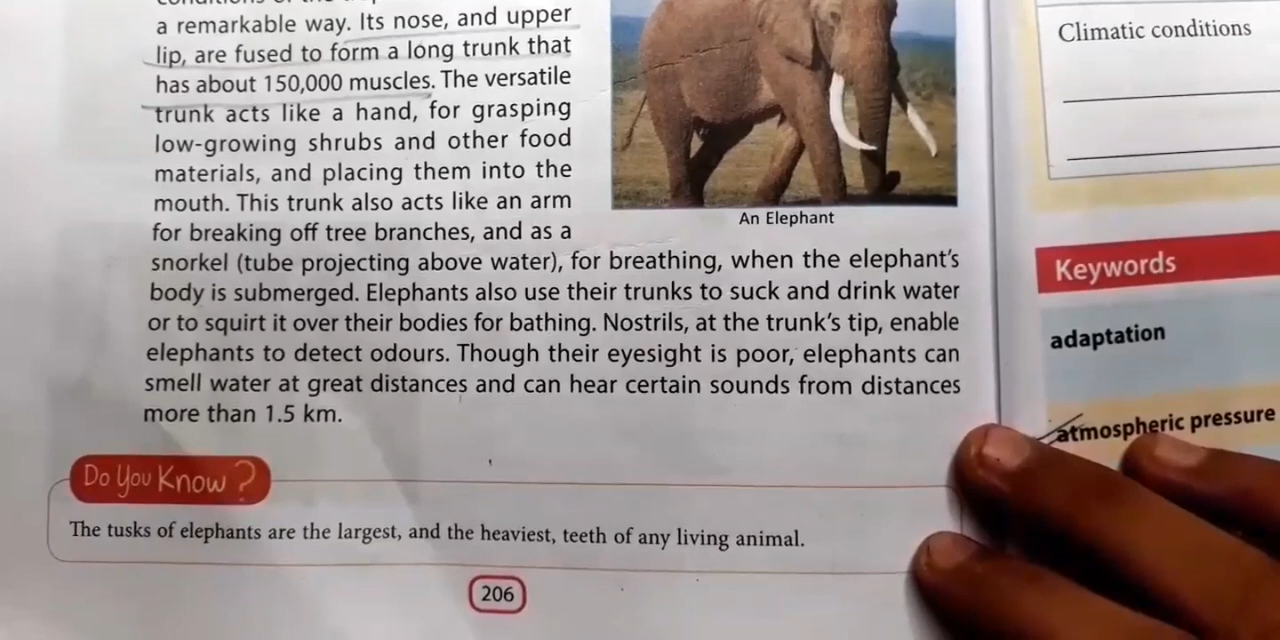 a remarkable way. Its nose, and upper
lip, are fused to form a long trunk that
has about 150,000 muscles. The versatile
trunk acts like a hand, for grasping
low-growing shrubs and other food
materials, and placing them into the
mouth. This trunk also acts like an arm
for breaking off tree branches, and as a
snorkel (tube projecting above water), for breathing, when the elephant's
body is submerged. Elephants also use their trunks to suck and drink water
or to squirt it over their bodies for bathing. Nostrils, at the trunk's tip, enable
elephants to detect odours. Though their eyesight is poor, elephants can
smell water at great distances and can hear certain sounds from distances
more than 1.5 km.
An Elephant
Do You Know?
The tusks of elephants are the largest, and the heaviest, teeth of any living animal.
206
Climatic conditions
Keywords
adaptation
atmospheric pressure